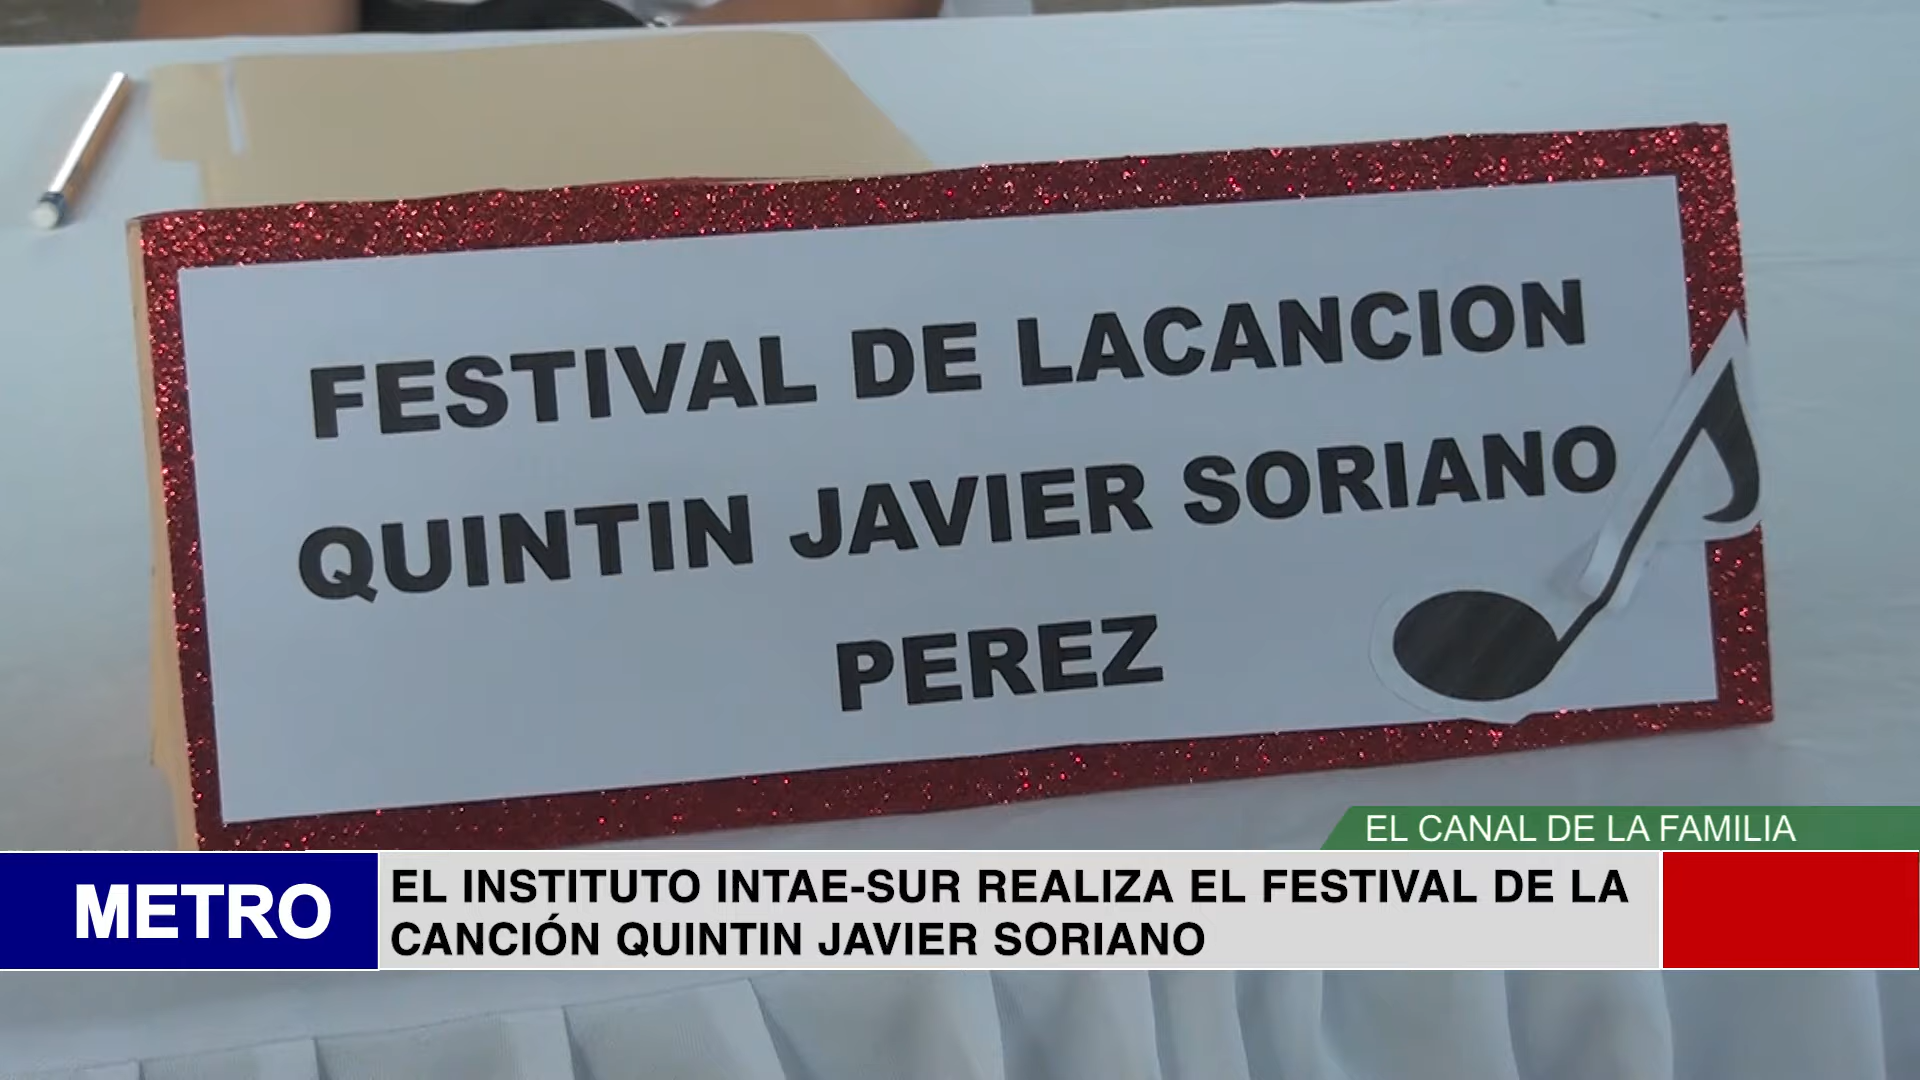 FESTIVAL DE LACANCION
QUINTIN JAVIER SORIANO
PEREZ
EL CANAL DE LA FAMILIA
METRO
EL INSTITUTO INTAE-SUR REALIZA EL FESTIVAL DE LA
CANCIÓN QUINTIN JAVIER SORIANO